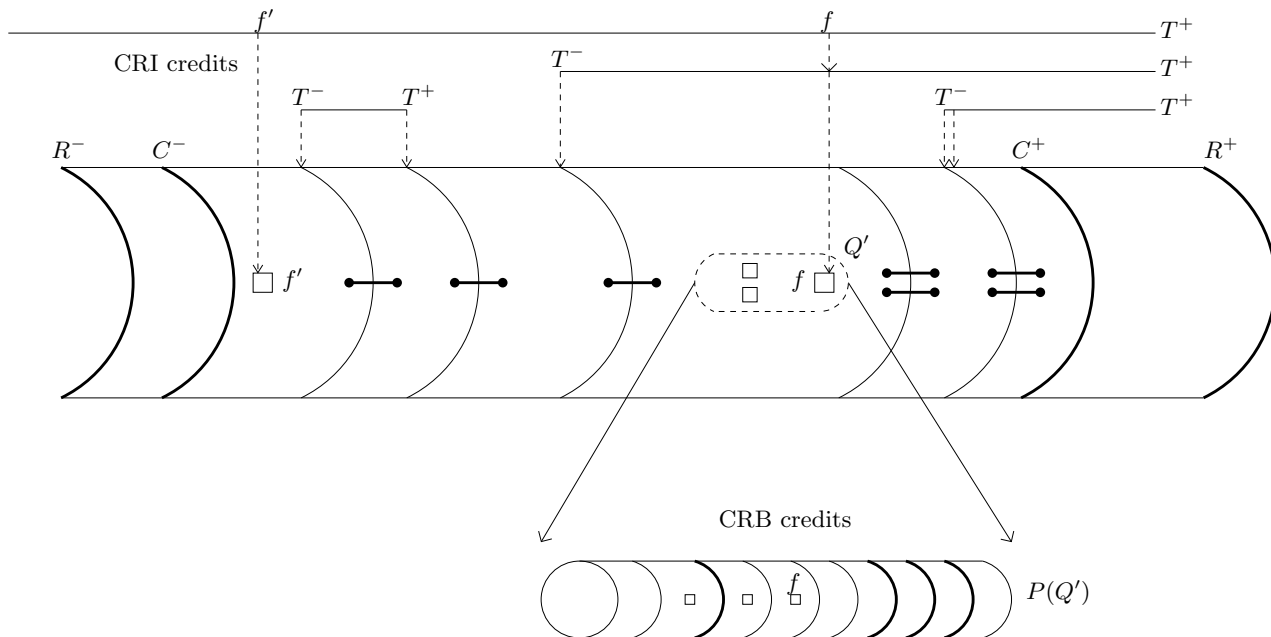 f′ f T⁺
CRI credits T⁻ T⁺
T⁻ T⁺ T⁻ T⁺
R⁻ C⁻ C⁺ R⁺
Q′
f′ f
CRB credits
f
P(Q′)